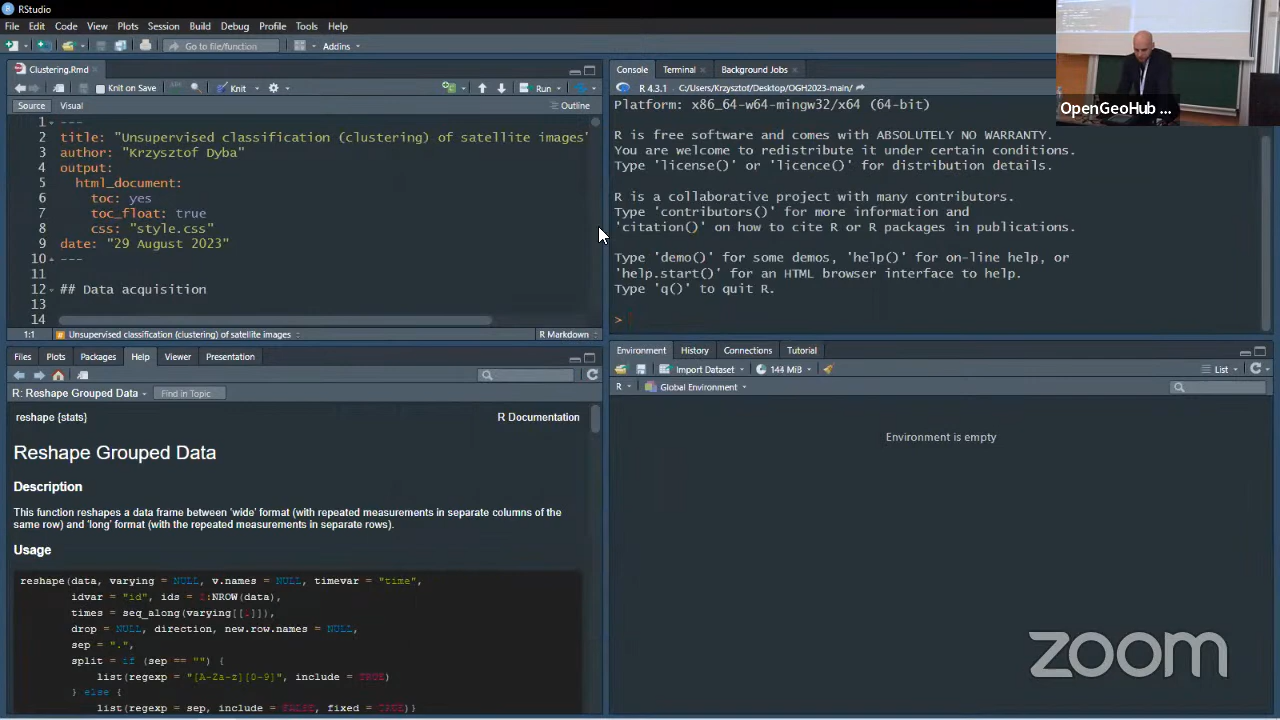 RStudio
File Edit Code View Plots Session Build Debug Profile Tools Help
Go to file/function Addins
Clustering.Rmd
Knit on Save Knit Run
Source Visual Outline
1 ---
2 title: "Unsupervised classification (clustering) of satellite images"
3 author: "Krzysztof Dyba"
4 output:
5 html_document:
6 toc: yes
7 toc_float: true
8 css: "style.css"
9 date: "29 August 2023"
10 ---
11
12 ## Data acquisition
13
14
1:1 Unsupervised classification (clustering) of satellite images R Markdown
Console Terminal Background Jobs
R 4.3.1 · C:/Users/Krzysztof/Desktop/OGH2023-main/
Platform: x86_64-w64-mingw32/x64 (64-bit)
R is free software and comes with ABSOLUTELY NO WARRANTY.
You are welcome to redistribute it under certain conditions.
Type 'license()' or 'licence()' for distribution details.
R is a collaborative project with many contributors.
Type 'contributors()' for more information and
'citation()' on how to cite R or R packages in publications.
Type 'demo()' for some demos, 'help()' for on-line help, or
'help.start()' for an HTML browser interface to help.
Type 'q()' to quit R.
>
OpenGeoHub ...
Files Plots Packages Help Viewer Presentation
R: Reshape Grouped Data Find in Topic
reshape {stats} R Documentation
Reshape Grouped Data
Description
This function reshapes a data frame between 'wide' format (with repeated measurements in separate columns of the
same row) and 'long' format (with the repeated measurements in separate rows).
Usage
reshape(data, varying = NULL, v.names = NULL, timevar = "time",
idvar = "id", ids = 1:NROW(data),
times = seq_along(varying[[1]]),
drop = NULL, direction, new.row.names = NULL,
sep = ".",
split = if (sep == "") {
list(regexp = "[A-Za-z][0-9]", include = TRUE)
} else {
list(regexp = sep, include = FALSE, fixed = TRUE)}
Environment History Connections Tutorial
Import Dataset 144 MiB List
R Global Environment
Environment is empty
zoom